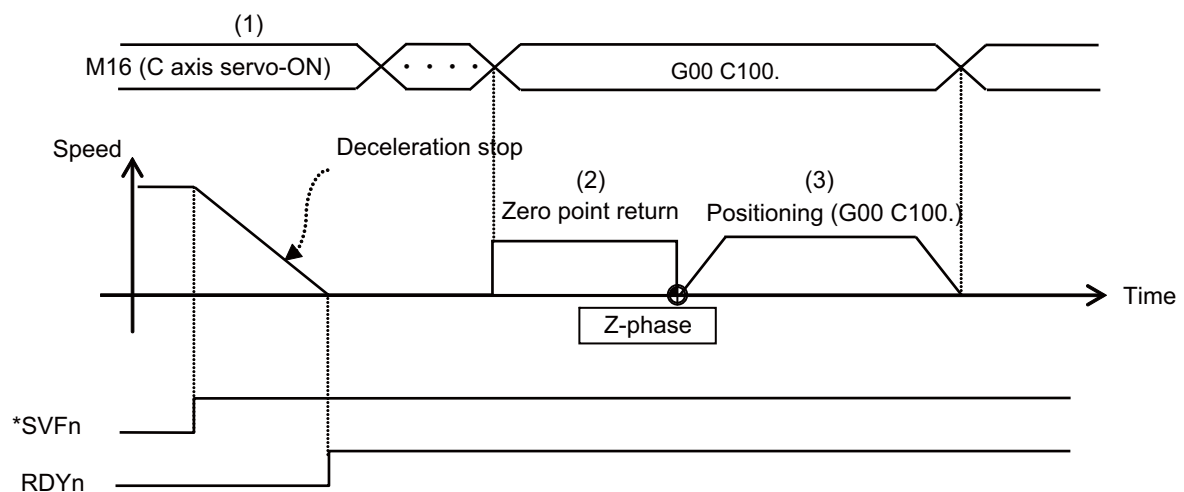 (1)
M16 (C axis servo-ON)
· · · ·
G00 C100.
Speed
Deceleration stop
(2)
Zero point return
(3)
Positioning (G00 C100.)
Time
Z-phase
*SVFn
RDYn